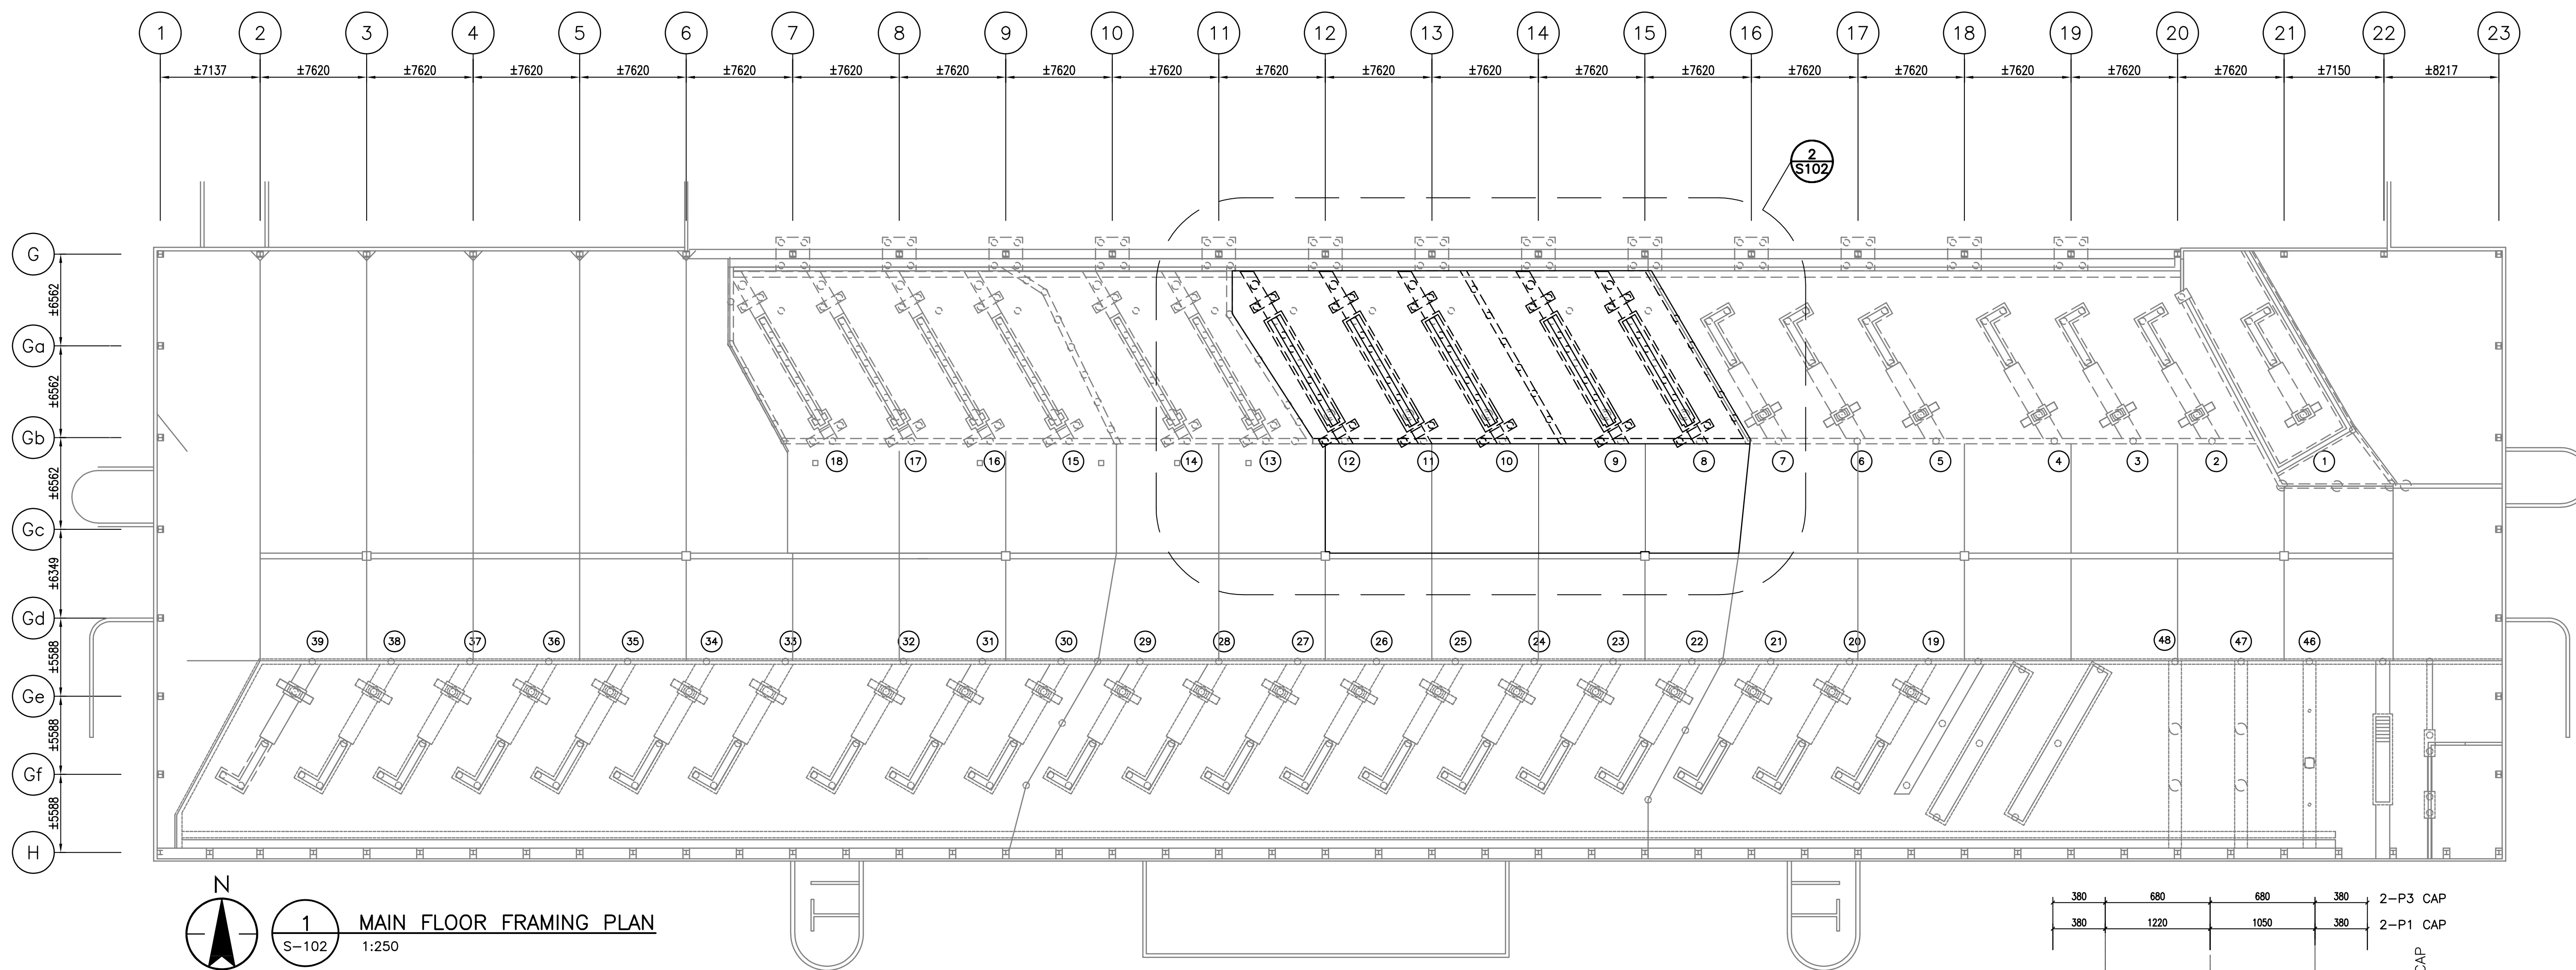 1 2 3 4 5 6 7 8 9 10 11 12 13 14 15 16 17 18 19 20 21 22 23
±7137 ±7620 ±7620 ±7620 ±7620 ±7620 ±7620 ±7620 ±7620 ±7620 ±7620 ±7620 ±7620 ±7620 ±7620 ±7620 ±7620 ±7620 ±7620 ±7620 ±7150 ±8217
2
S102
G
±6562
Ga
±6562
Gb
18 17 16 15 14 13 12 11 10 9 8 7 6 5 4 3 2 1
±6562
Gc
±6349
Gd
39 38 37 36 35 34 33 32 31 30 29 28 27 26 25 24 23 22 21 20 19 48 47 46
±5588
Ge
±5588
Gf
±5588
H
N
1
S-102
MAIN FLOOR FRAMING PLAN
1:250
380 680 680 380 2-P3 CAP
380 1220 1050 380 2-P1 CAP
CAP